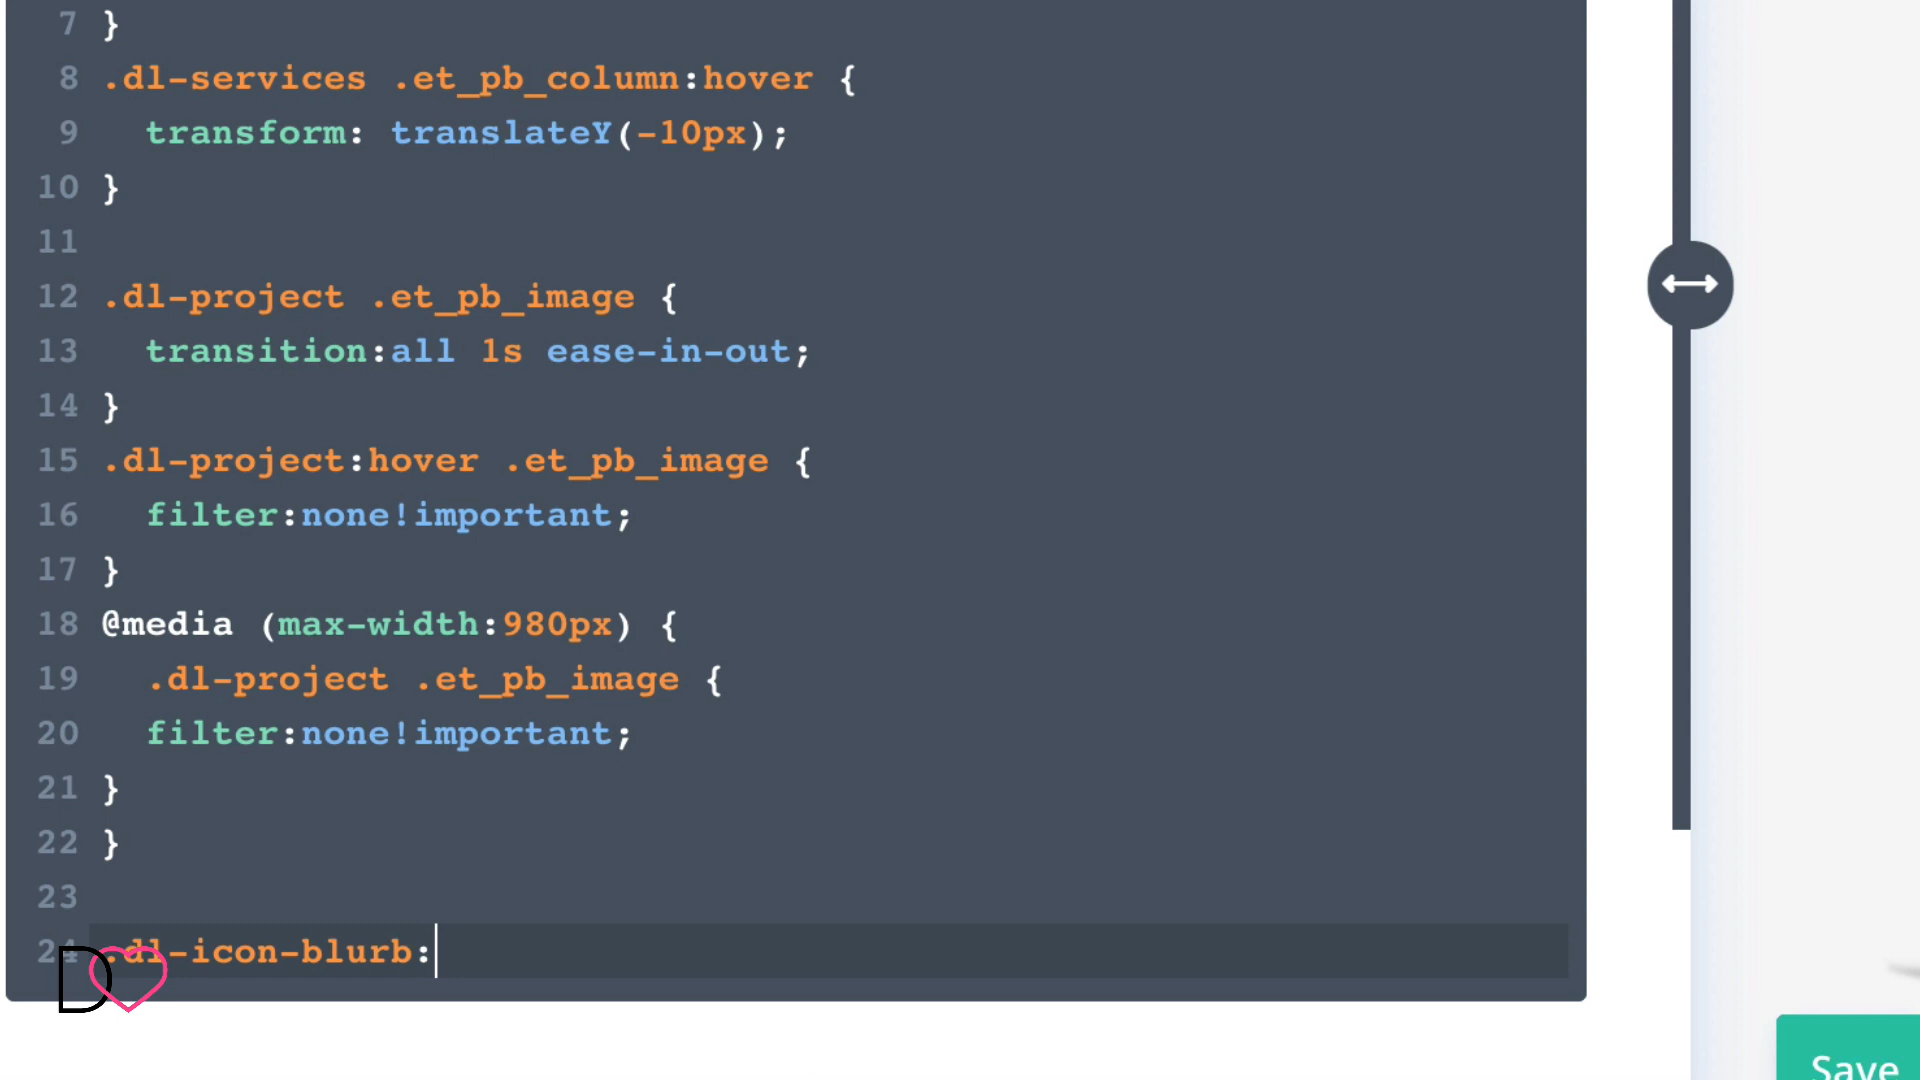 7 }
8 .dl-services .et_pb_column:hover {
9 transform: translateY(-10px);
10 }
11
12 .dl-project .et_pb_image {
13 transition:all 1s ease-in-out;
14 }
15 .dl-project:hover .et_pb_image {
16 filter:none!important;
17 }
18 @media (max-width:980px) {
19 .dl-project .et_pb_image {
20 filter:none!important;
21 }
22 }
23
24 .dl-icon-blurb:
D
Save